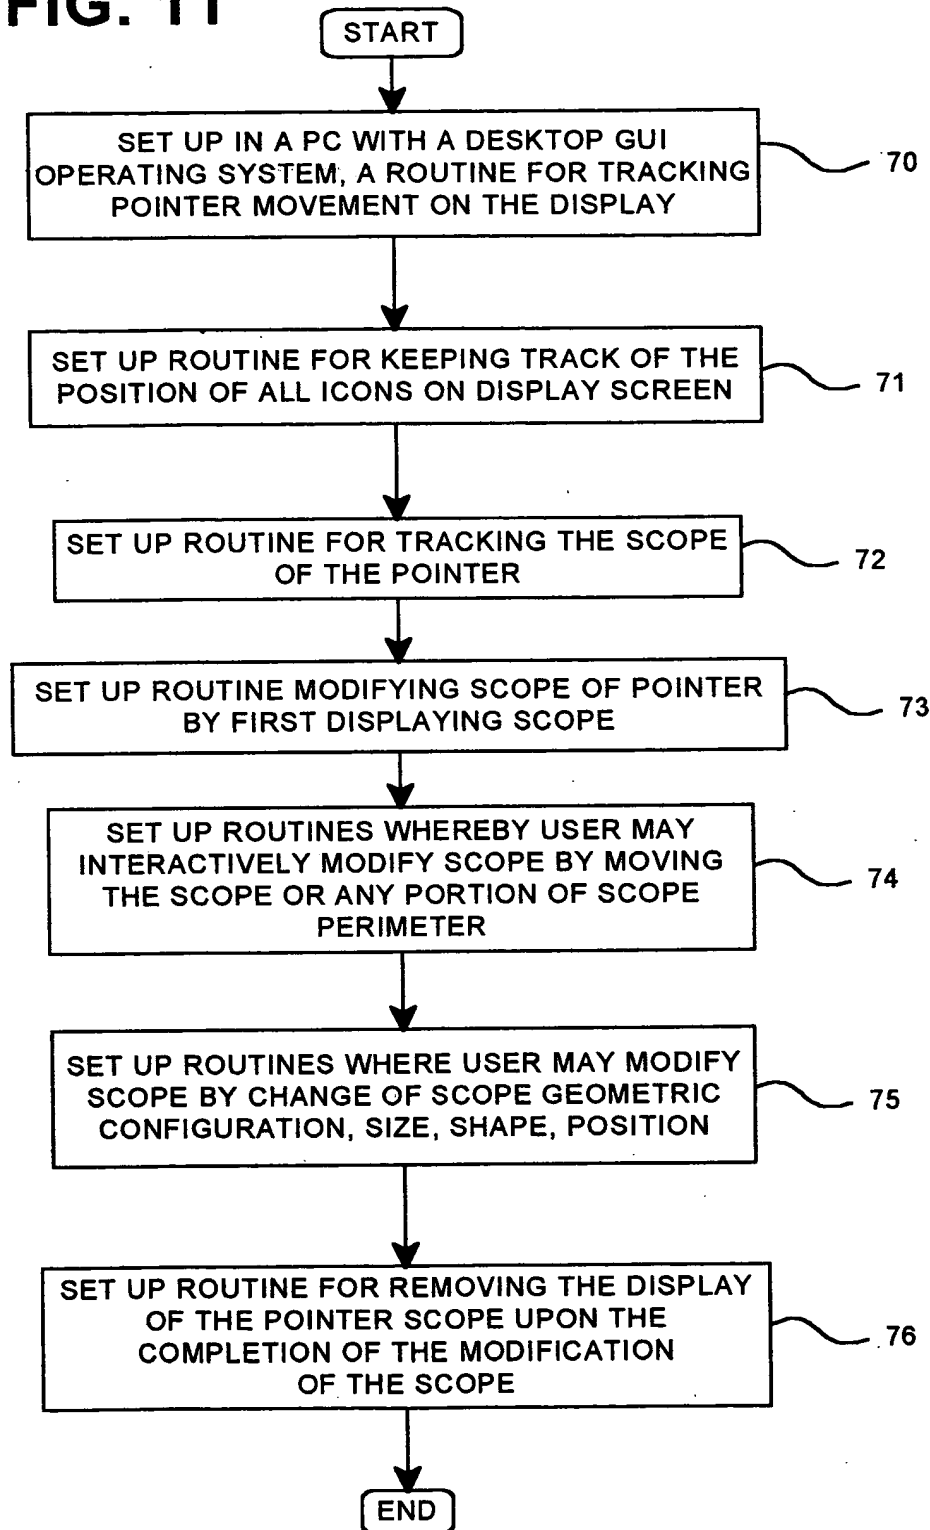 FIG. 11
START
SET UP IN A PC WITH A DESKTOP GUI
OPERATING SYSTEM, A ROUTINE FOR TRACKING
POINTER MOVEMENT ON THE DISPLAY
70
SET UP ROUTINE FOR KEEPING TRACK OF THE
POSITION OF ALL ICONS ON DISPLAY SCREEN
71
SET UP ROUTINE FOR TRACKING THE SCOPE
OF THE POINTER
72
SET UP ROUTINE MODIFYING SCOPE OF POINTER
BY FIRST DISPLAYING SCOPE
73
SET UP ROUTINES WHEREBY USER MAY
INTERACTIVELY MODIFY SCOPE BY MOVING
THE SCOPE OR ANY PORTION OF SCOPE
PERIMETER
74
SET UP ROUTINES WHERE USER MAY MODIFY
SCOPE BY CHANGE OF SCOPE GEOMETRIC
CONFIGURATION, SIZE, SHAPE, POSITION
75
SET UP ROUTINE FOR REMOVING THE DISPLAY
OF THE POINTER SCOPE UPON THE
COMPLETION OF THE MODIFICATION
OF THE SCOPE
76
END